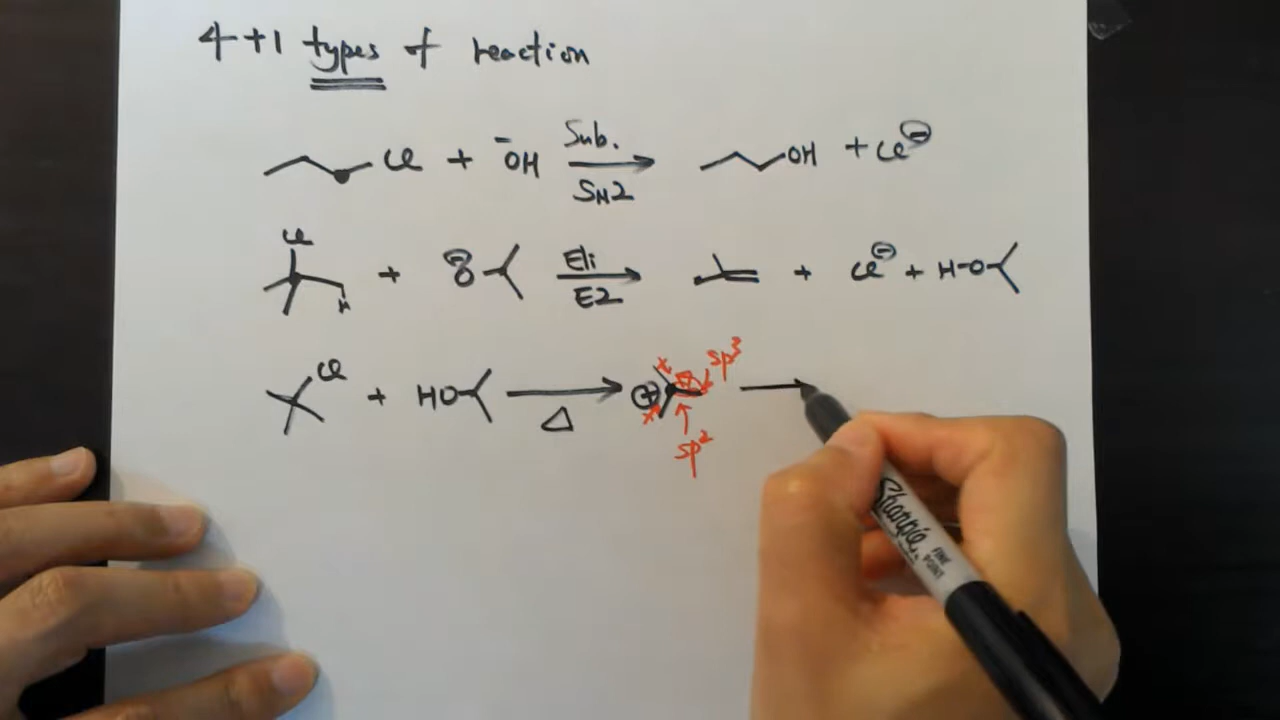 4+1 types of reaction
Cl + ⁻OH Sub. SN2 OH + Cl⊖
Cl H + ⊖O Eli E2 + Cl⊖ + H-O
Cl + HO Δ ⊕ sp³
sp²
Sharpie. FINE POINT